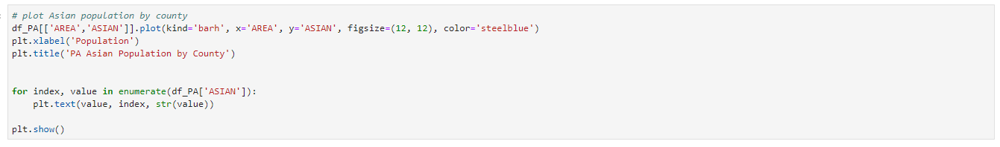 # plot Asian population by county
df_PA[['AREA','ASIAN']].plot(kind='barh', x='AREA', y='ASIAN', figsize=(12, 12), color='steelblue')
plt.xlabel('Population')
plt.title('PA Asian Population by County')
for index, value in enumerate(df_PA['ASIAN']):
    plt.text(value, index, str(value))
plt.show()